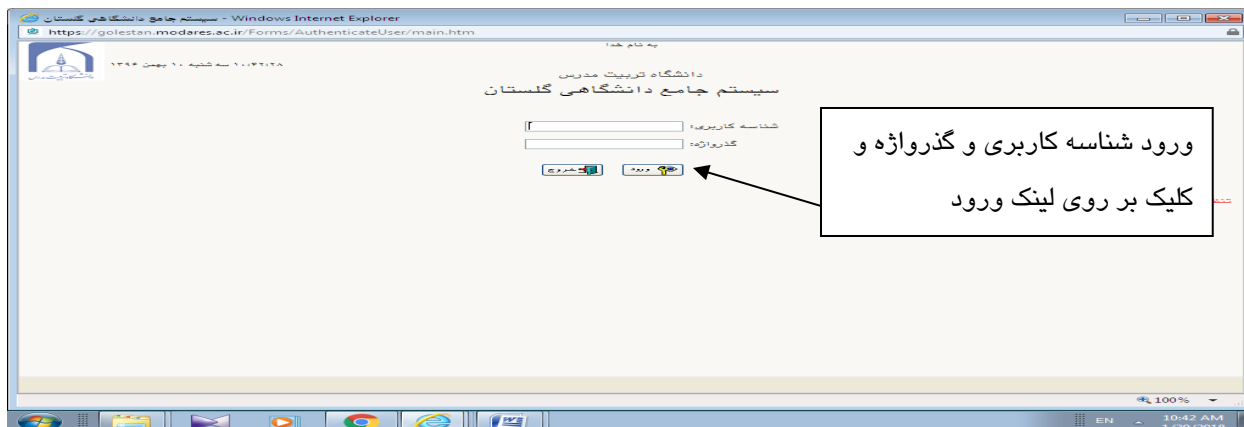 سیستم جامع دانشگاهی گلستان - Windows Internet Explorer
https://golestan.modares.ac.ir/Forms/AuthenticateUser/main.htm
به نام خدا
۱۰:۴۲:۲۸ سه شنبه ۱۰ بهمن ۱۳۹۶
دانشگاه تربیت مدرس
سیستم جامع دانشگاهی گلستان
شناسه کاربری:
گذرواژه:
ورود
خروج
ورود شناسه کاربری و گذرواژه و
کلیک بر روی لینک ورود
100%
EN
10:42 AM